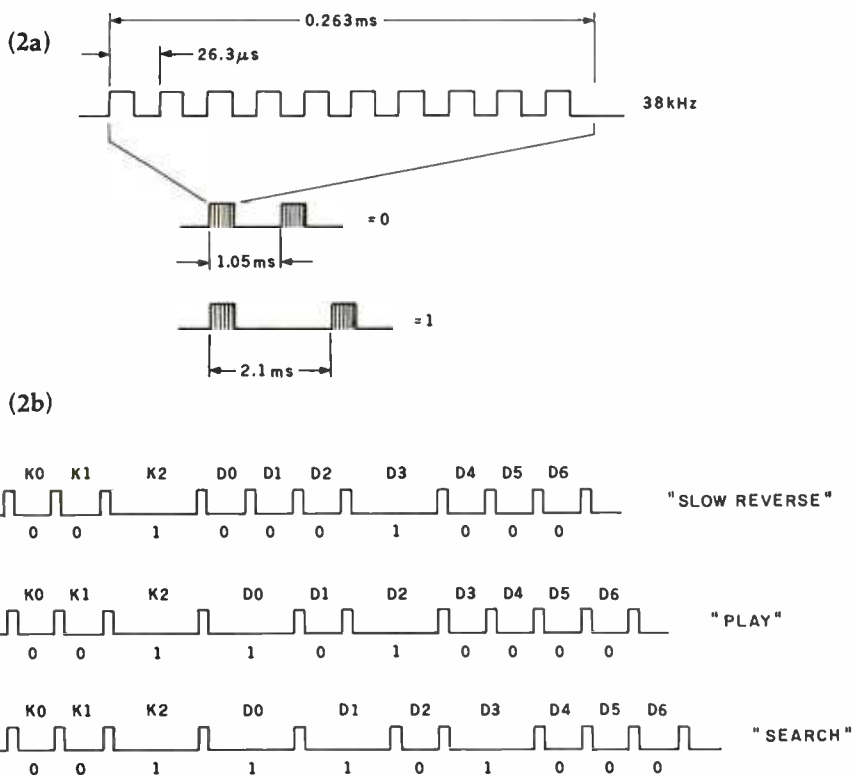 0.263ms
(2a)
26.3µs
38kHz
=0
1.05ms
=1
2.1ms
(2b)
K0 K1 K2 D0 D1 D2 D3 D4 D5 D6
"SLOW REVERSE"
0 0 1 0 0 0 1 0 0 0
K0 K1 K2 D0 D1 D2 D3 D4 D5 D6
"PLAY"
0 0 1 1 0 1 0 0 0 0
K0 K1 K2 D0 D1 D2 D3 D4 D5 D6
"SEARCH"
0 0 1 1 1 0 1 0 0 0